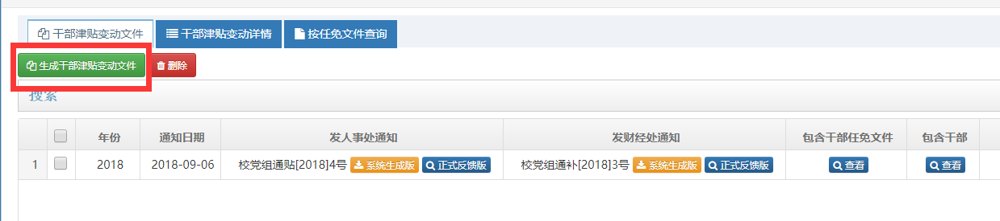 干部津贴变动文件 干部津贴变动详情 按任免文件查询
生成干部津贴变动文件 删除
搜索
年份 通知日期 发人事处通知 发财经处通知 包含干部任免文件 包含干部
1 2018 2018-09-06 校党组通贴[2018]4号 系统生成版 正式反馈版 校党组通补[2018]3号 系统生成版 正式反馈版 查看 查看